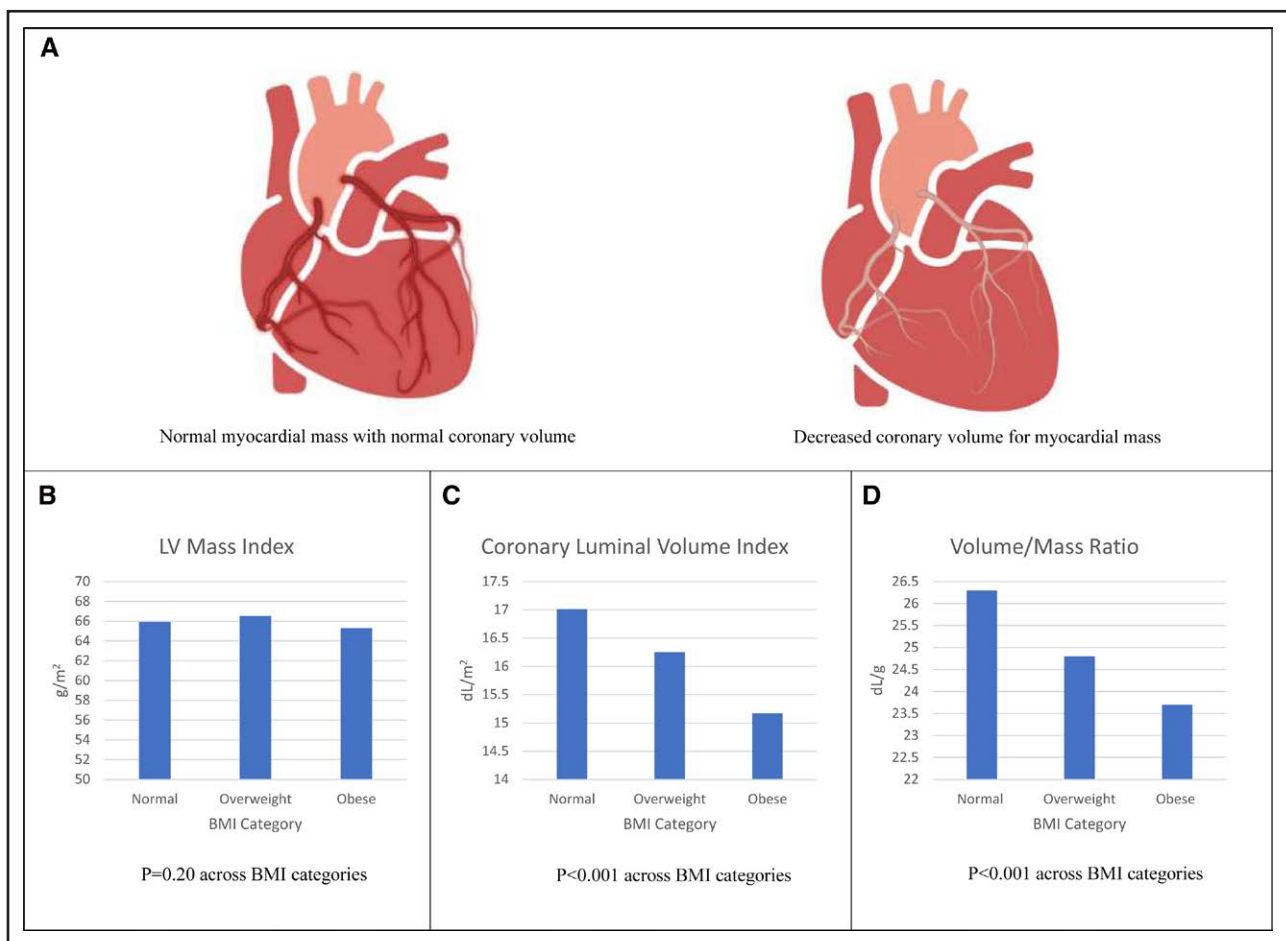 A
Normal myocardial mass with normal coronary volume
Decreased coronary volume for myocardial mass
B
LV Mass Index
70
68
66
64
62
60
58
56
54
52
50
g/m²
Normal Overweight Obese
BMI Category
P=0.20 across BMI categories
C
Coronary Luminal Volume Index
17.5
17
16.5
16
15.5
15
14.5
14
dL/m²
Normal Overweight Obese
BMI Category
P<0.001 across BMI categories
D
Volume/Mass Ratio
26.5
26
25.5
25
24.5
24
23.5
23
22.5
22
dL/g
Normal Overweight Obese
BMI Category
P<0.001 across BMI categories